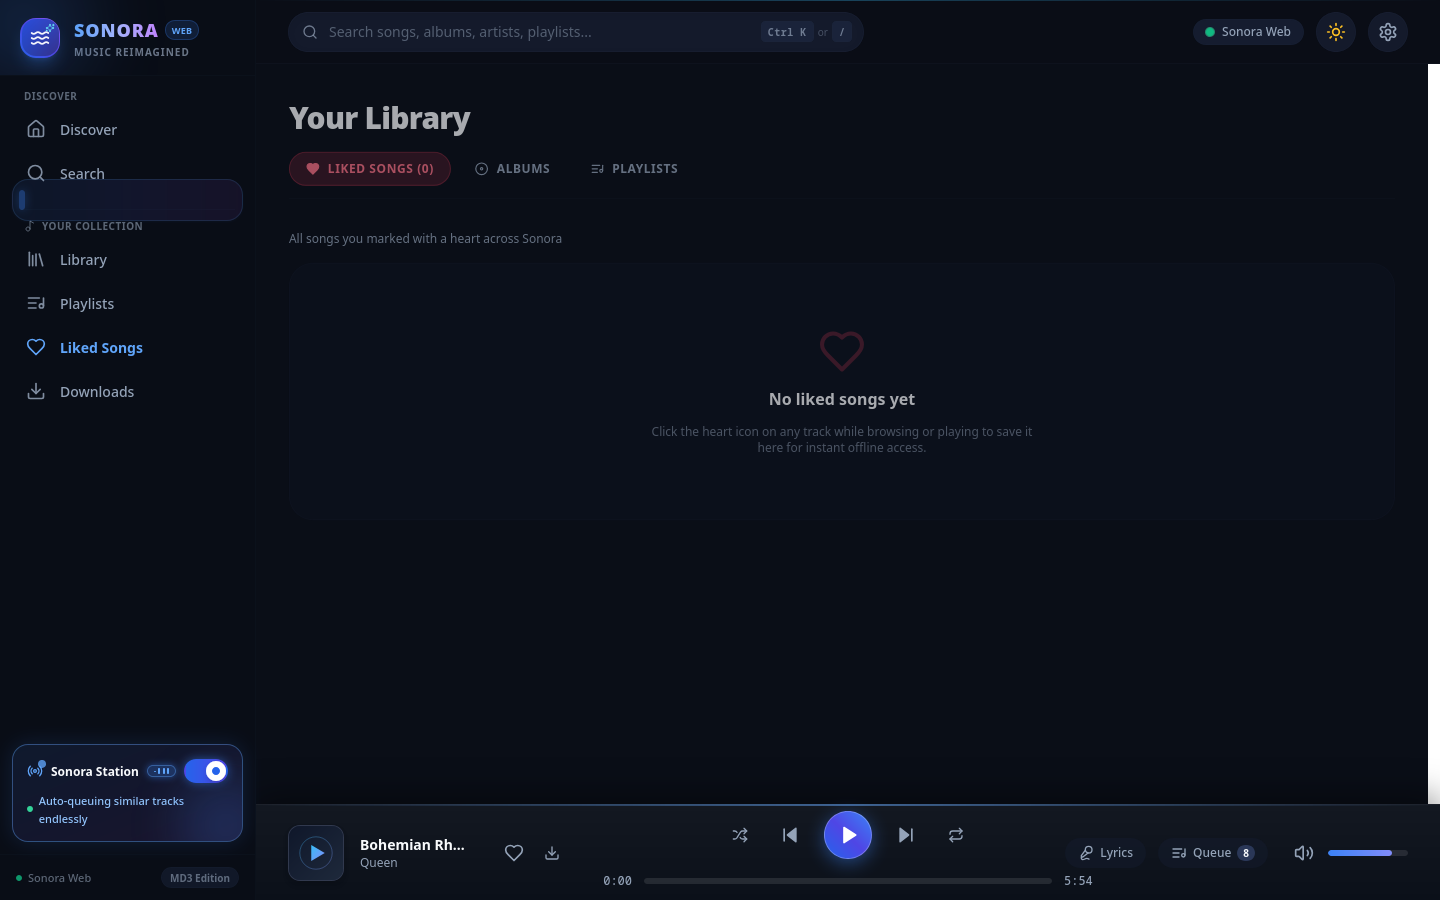 SONORA WEB
MUSIC REIMAGINED
Search songs, albums, artists, playlists...
Ctrl K or /
Sonora Web
DISCOVER
Discover
Search
YOUR COLLECTION
Library
Playlists
Liked Songs
Downloads
Your Library
LIKED SONGS (0)
ALBUMS
PLAYLISTS
All songs you marked with a heart across Sonora
No liked songs yet
Click the heart icon on any track while browsing or playing to save it
here for instant offline access.
Sonora Station
Auto-queuing similar tracks
endlessly
Sonora Web
MD3 Edition
Bohemian Rh...
Queen
0:00
5:54
Lyrics
Queue 8